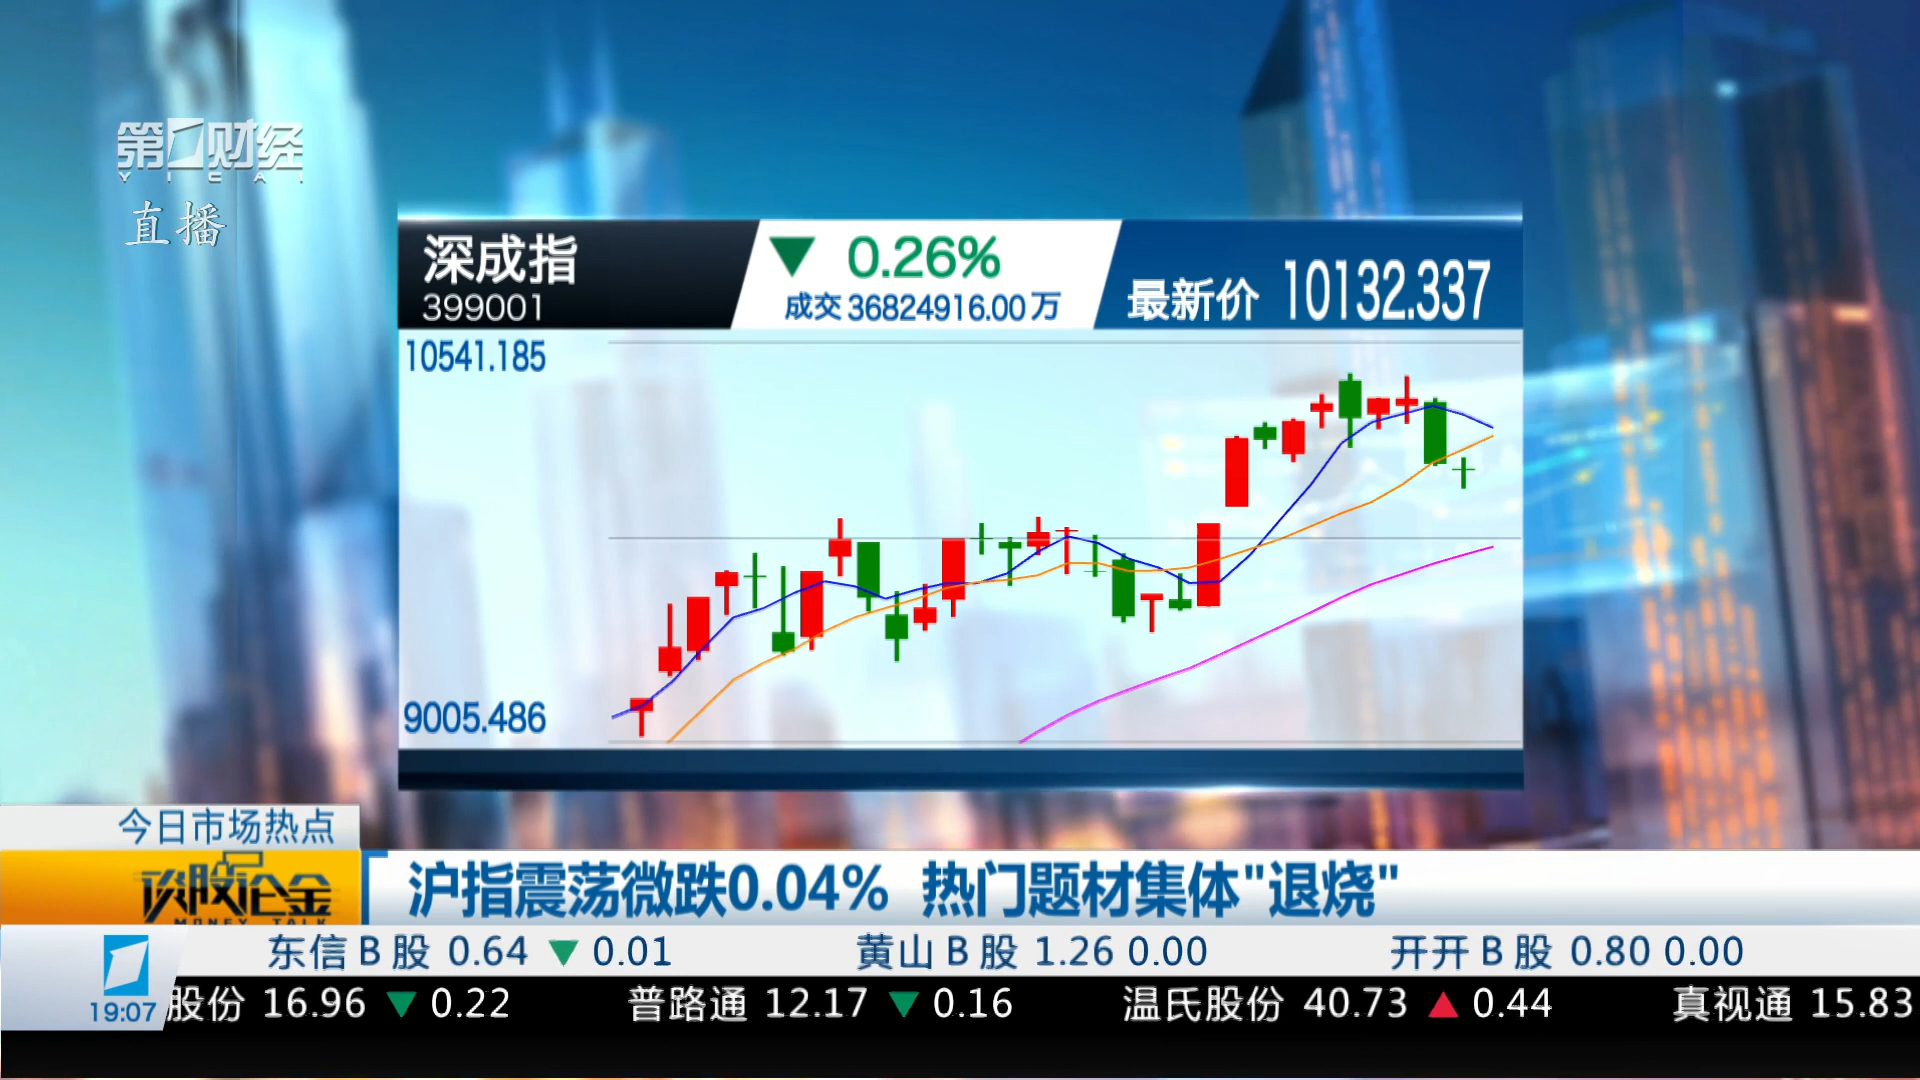 第一财经
YICAI
直播
深成指
399001
▼ 0.26%
成交 36824916.00 万
最新价 10132.337
10541.185
9005.486
今日市场热点
谈股论金
MONEY TALK
沪指震荡微跌0.04% 热门题材集体"退烧"
东信 B 股 0.64 ▼ 0.01 黄山 B 股 1.26 0.00 开开 B 股 0.80 0.00
19:07
股份 16.96 ▼ 0.22 普路通 12.17 ▼ 0.16 温氏股份 40.73 ▲ 0.44 真视通 15.83